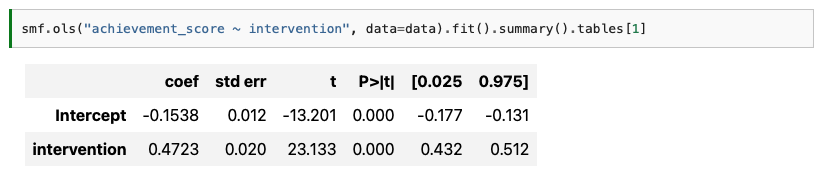 smf.ols("achievement_score ~ intervention", data=data).fit().summary().tables[1]
coef std err t P>|t| [0.025 0.975]
Intercept -0.1538 0.012 -13.201 0.000 -0.177 -0.131
intervention 0.4723 0.020 23.133 0.000 0.432 0.512